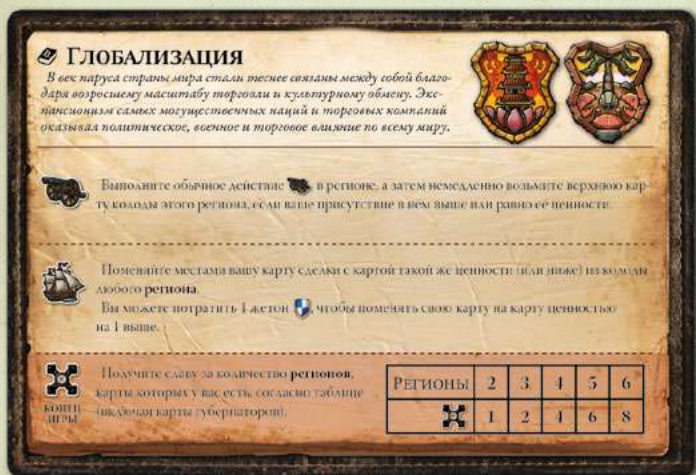 ГЛОБАЛИЗАЦИЯ
В век паруса страны мира стали теснее связаны между собой благо-
даря возросшему масштабу торговли и культурному обмену. Экс-
пансионизм самых могущественных наций и торговых компаний
оказывал политическое, военное и торговое влияние по всему миру.
Выполните обычное действие в регионе, а затем немедленно возьмите верхнюю кар-
ту колоды этого региона, если ваше присутствие в нем выше или равно ее ценности.
Поменяйте местами вашу карту сделки с картой такой же ценности (или ниже) из колоды
любого региона.
Вы можете потратить 1 жетон , чтобы поменять свою карту на карту ценностью
на 1 выше.
КОНЕЦ
ИГРЫ
Получите славу за количество регионов,
карты которых у вас есть, согласно таблице
(включая карты губернаторов).
РЕГИОНЫ 2 3 4 5 6
1 2 4 6 8